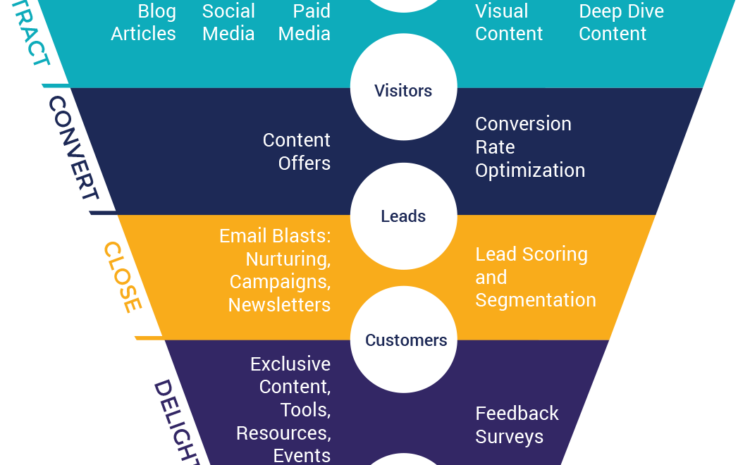 TRACT
Blog
Articles
Social
Media
Paid
Media
Visual
Content
Deep Dive
Content
Visitors
CONVERT
Content
Offers
Conversion
Rate
Optimization
Leads
CLOSE
Email Blasts:
Nurturing,
Campaigns,
Newsletters
Lead Scoring
and
Segmentation
Customers
DELIGHT
Exclusive
Content,
Tools,
Resources,
Events
Feedback
Surveys